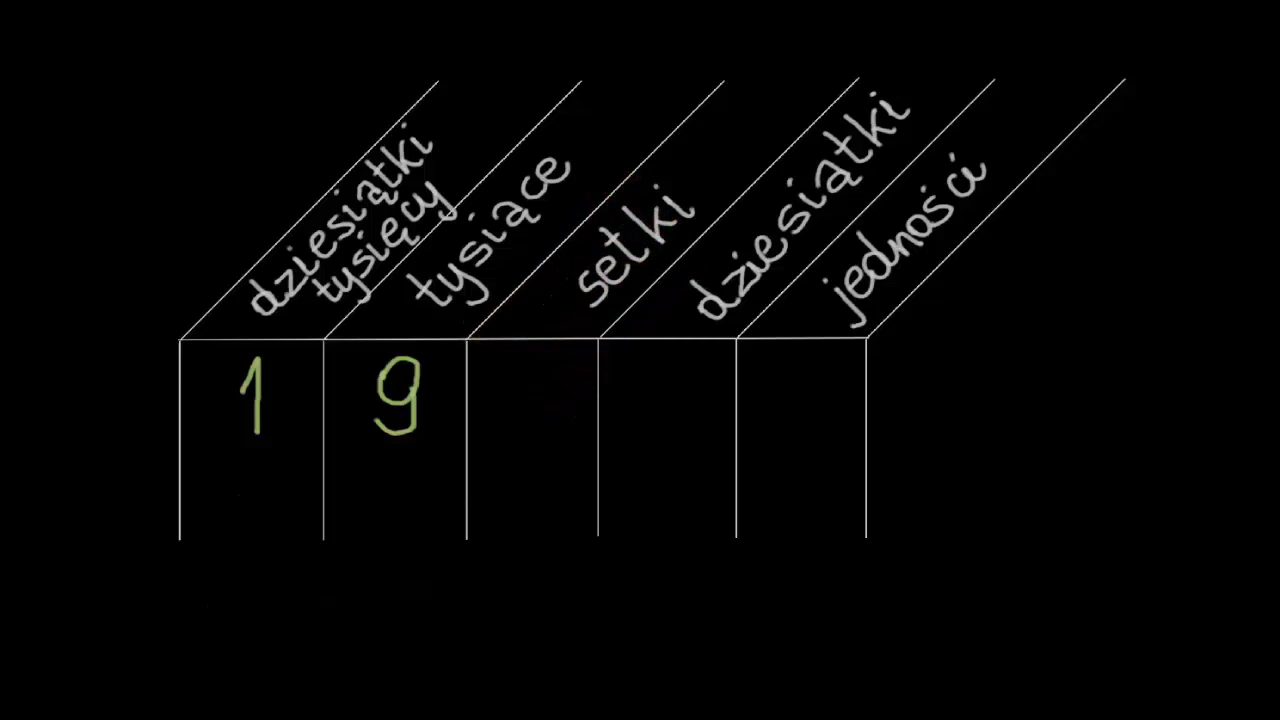 dziesiątki
tysięcy
tysiące
setki
dziesiątki
jedności
1 9